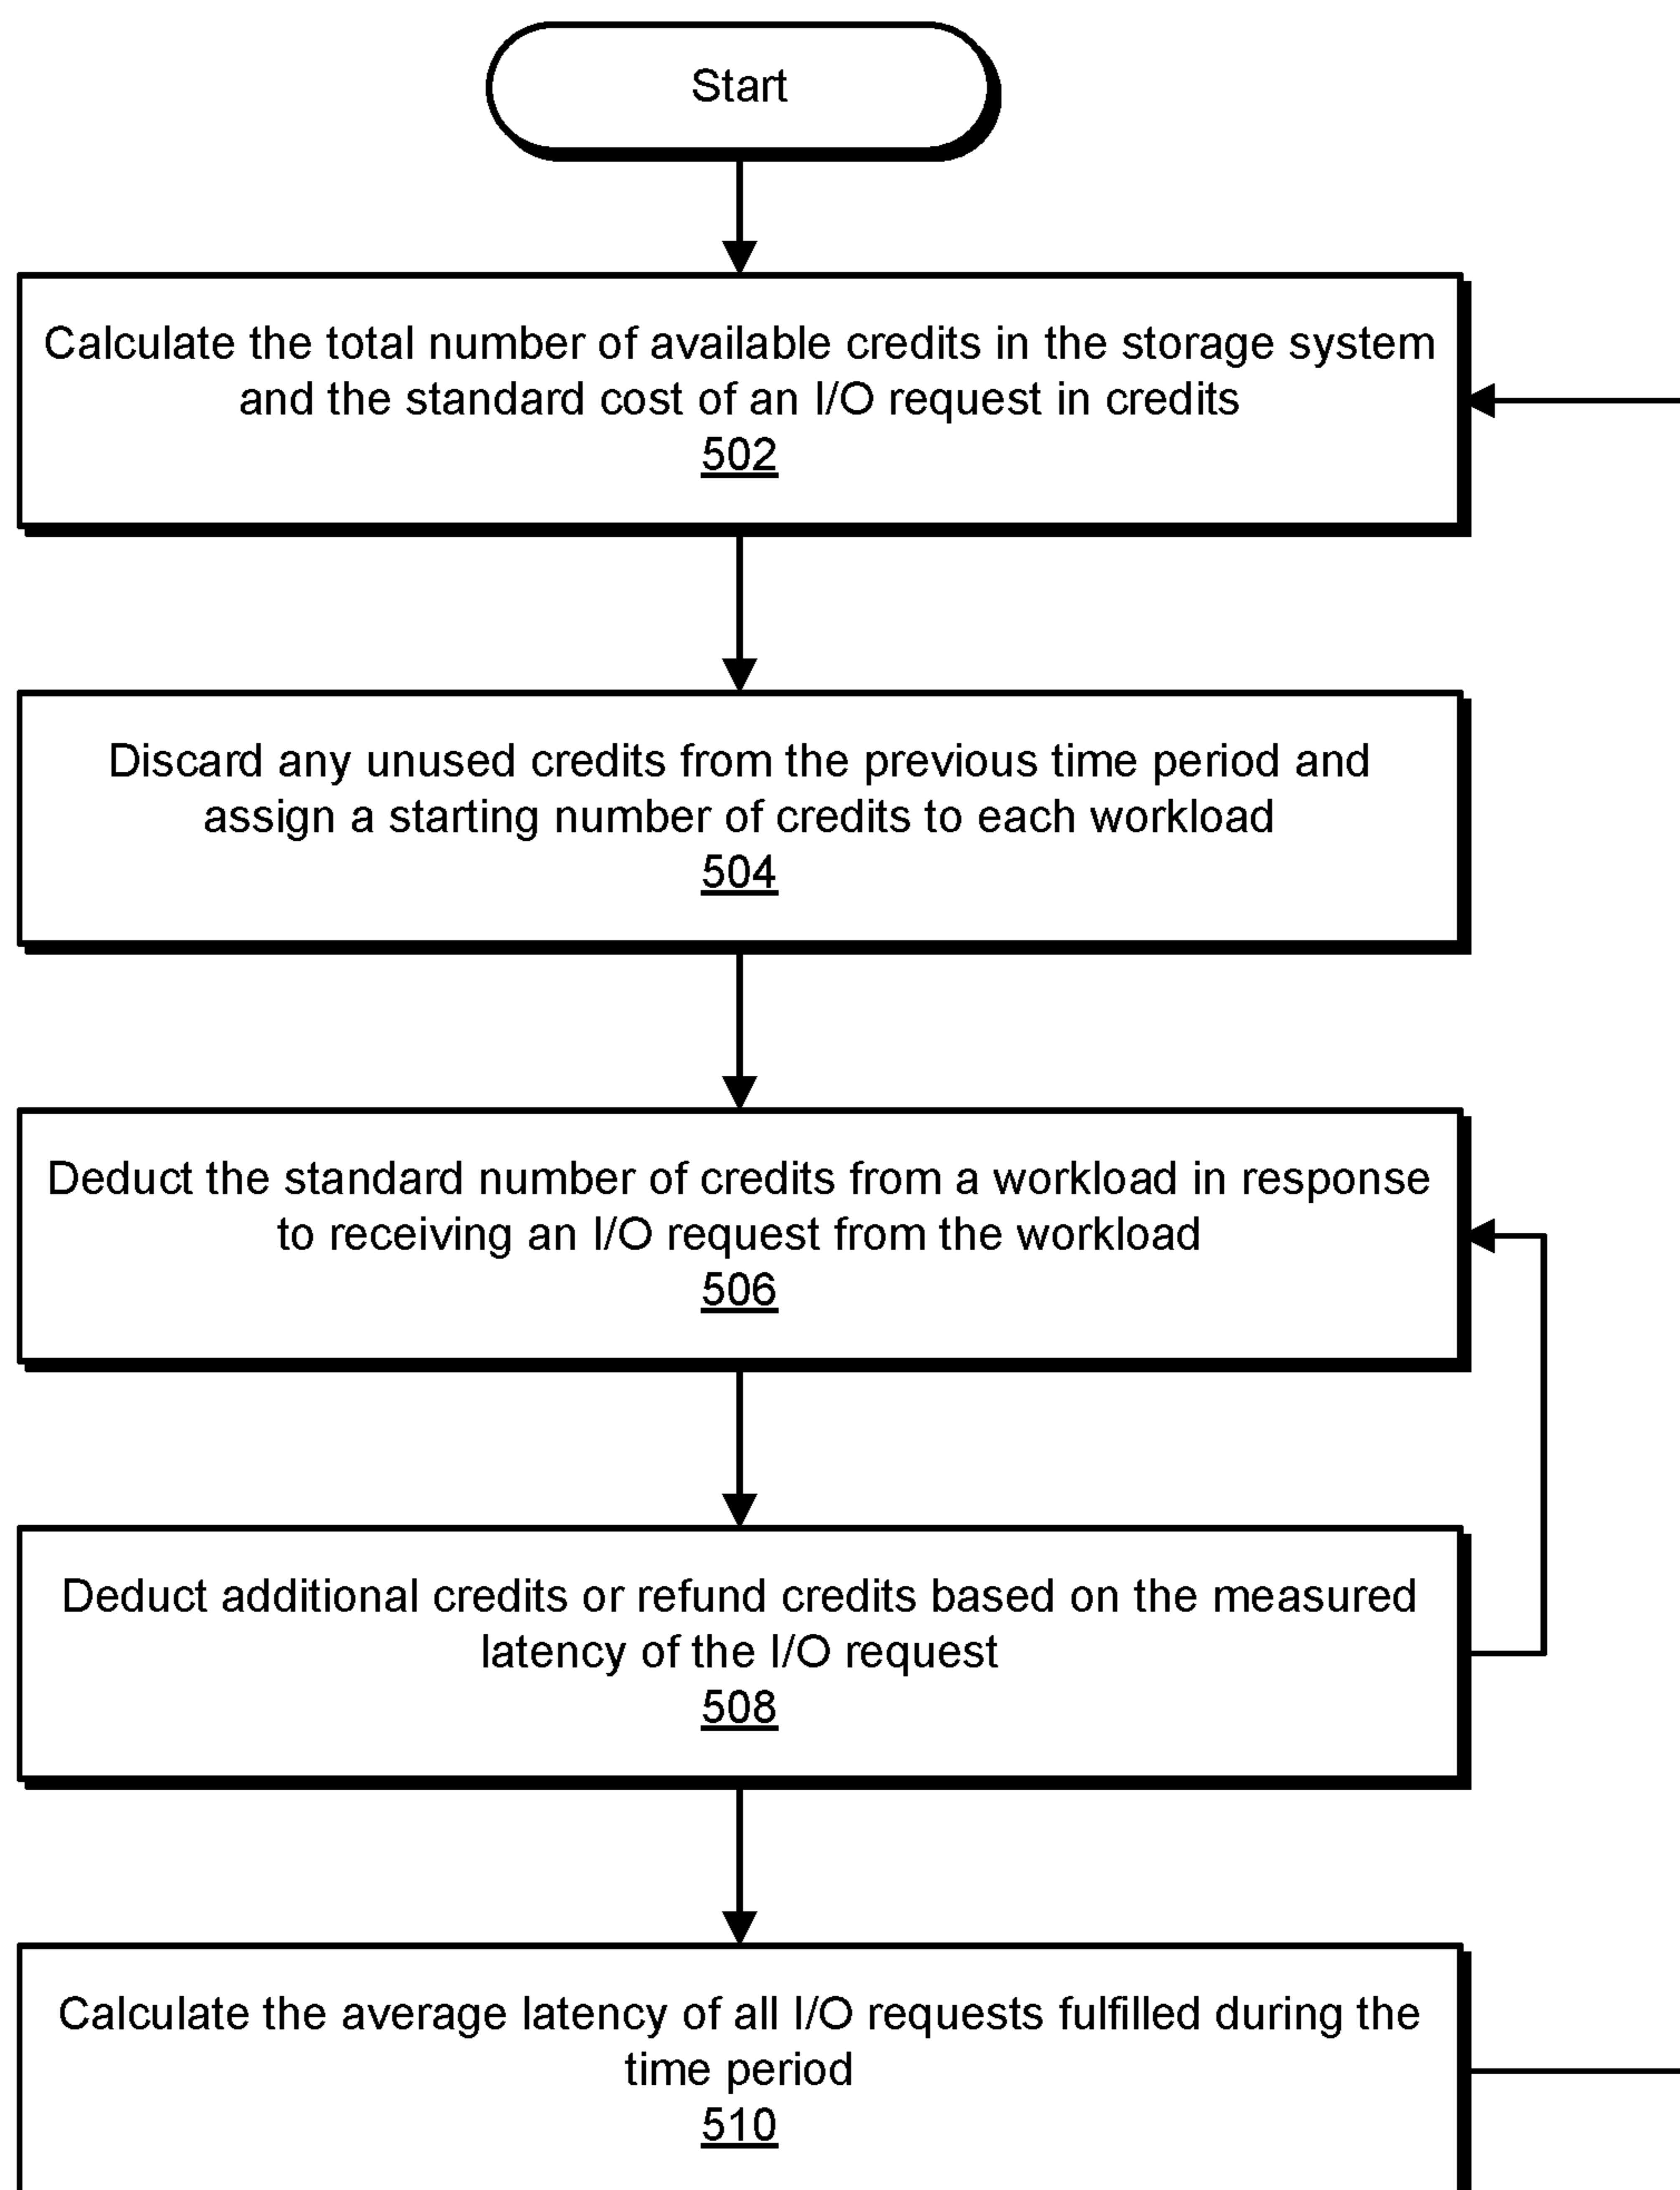 Start
Calculate the total number of available credits in the storage system
and the standard cost of an I/O request in credits
502
Discard any unused credits from the previous time period and
assign a starting number of credits to each workload
504
Deduct the standard number of credits from a workload in response
to receiving an I/O request from the workload
506
Deduct additional credits or refund credits based on the measured
latency of the I/O request
508
Calculate the average latency of all I/O requests fulfilled during the
time period
510